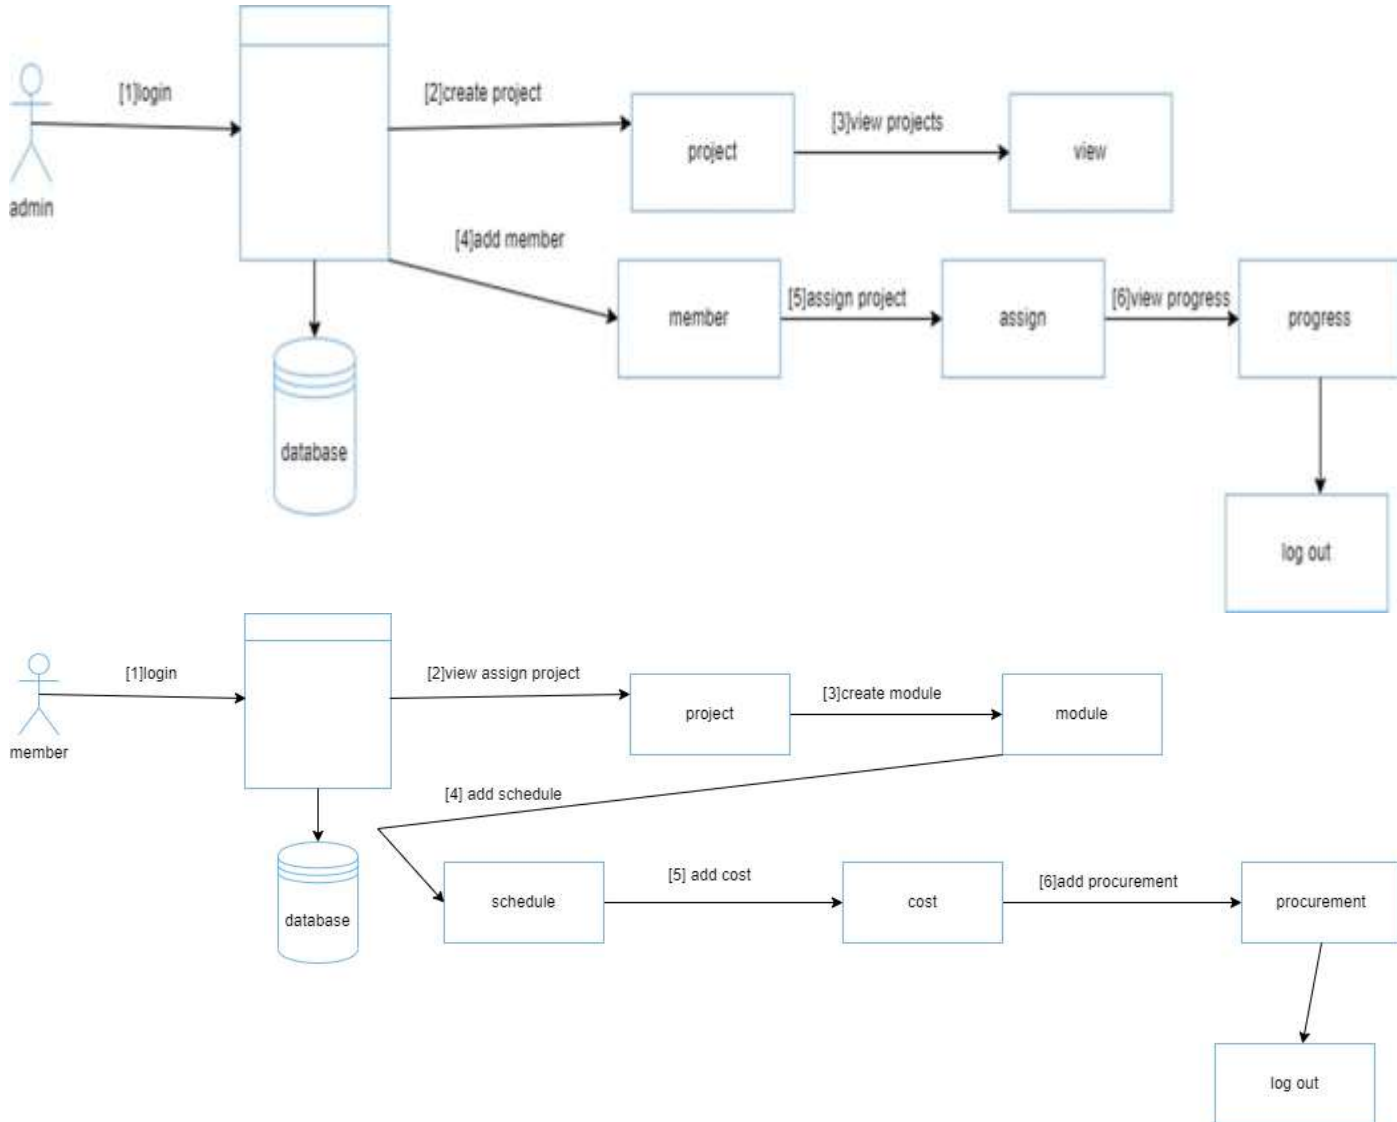 [1]login
[2]create project
[3]view projects
project
view
admin
[4]add member
[5]assign project
[6]view progress
member
assign
progress
database
log out
[1]login
[2]view assign project
[3]create module
project
module
member
[4] add schedule
[5] add cost
[6]add procurement
schedule
cost
procurement
database
log out